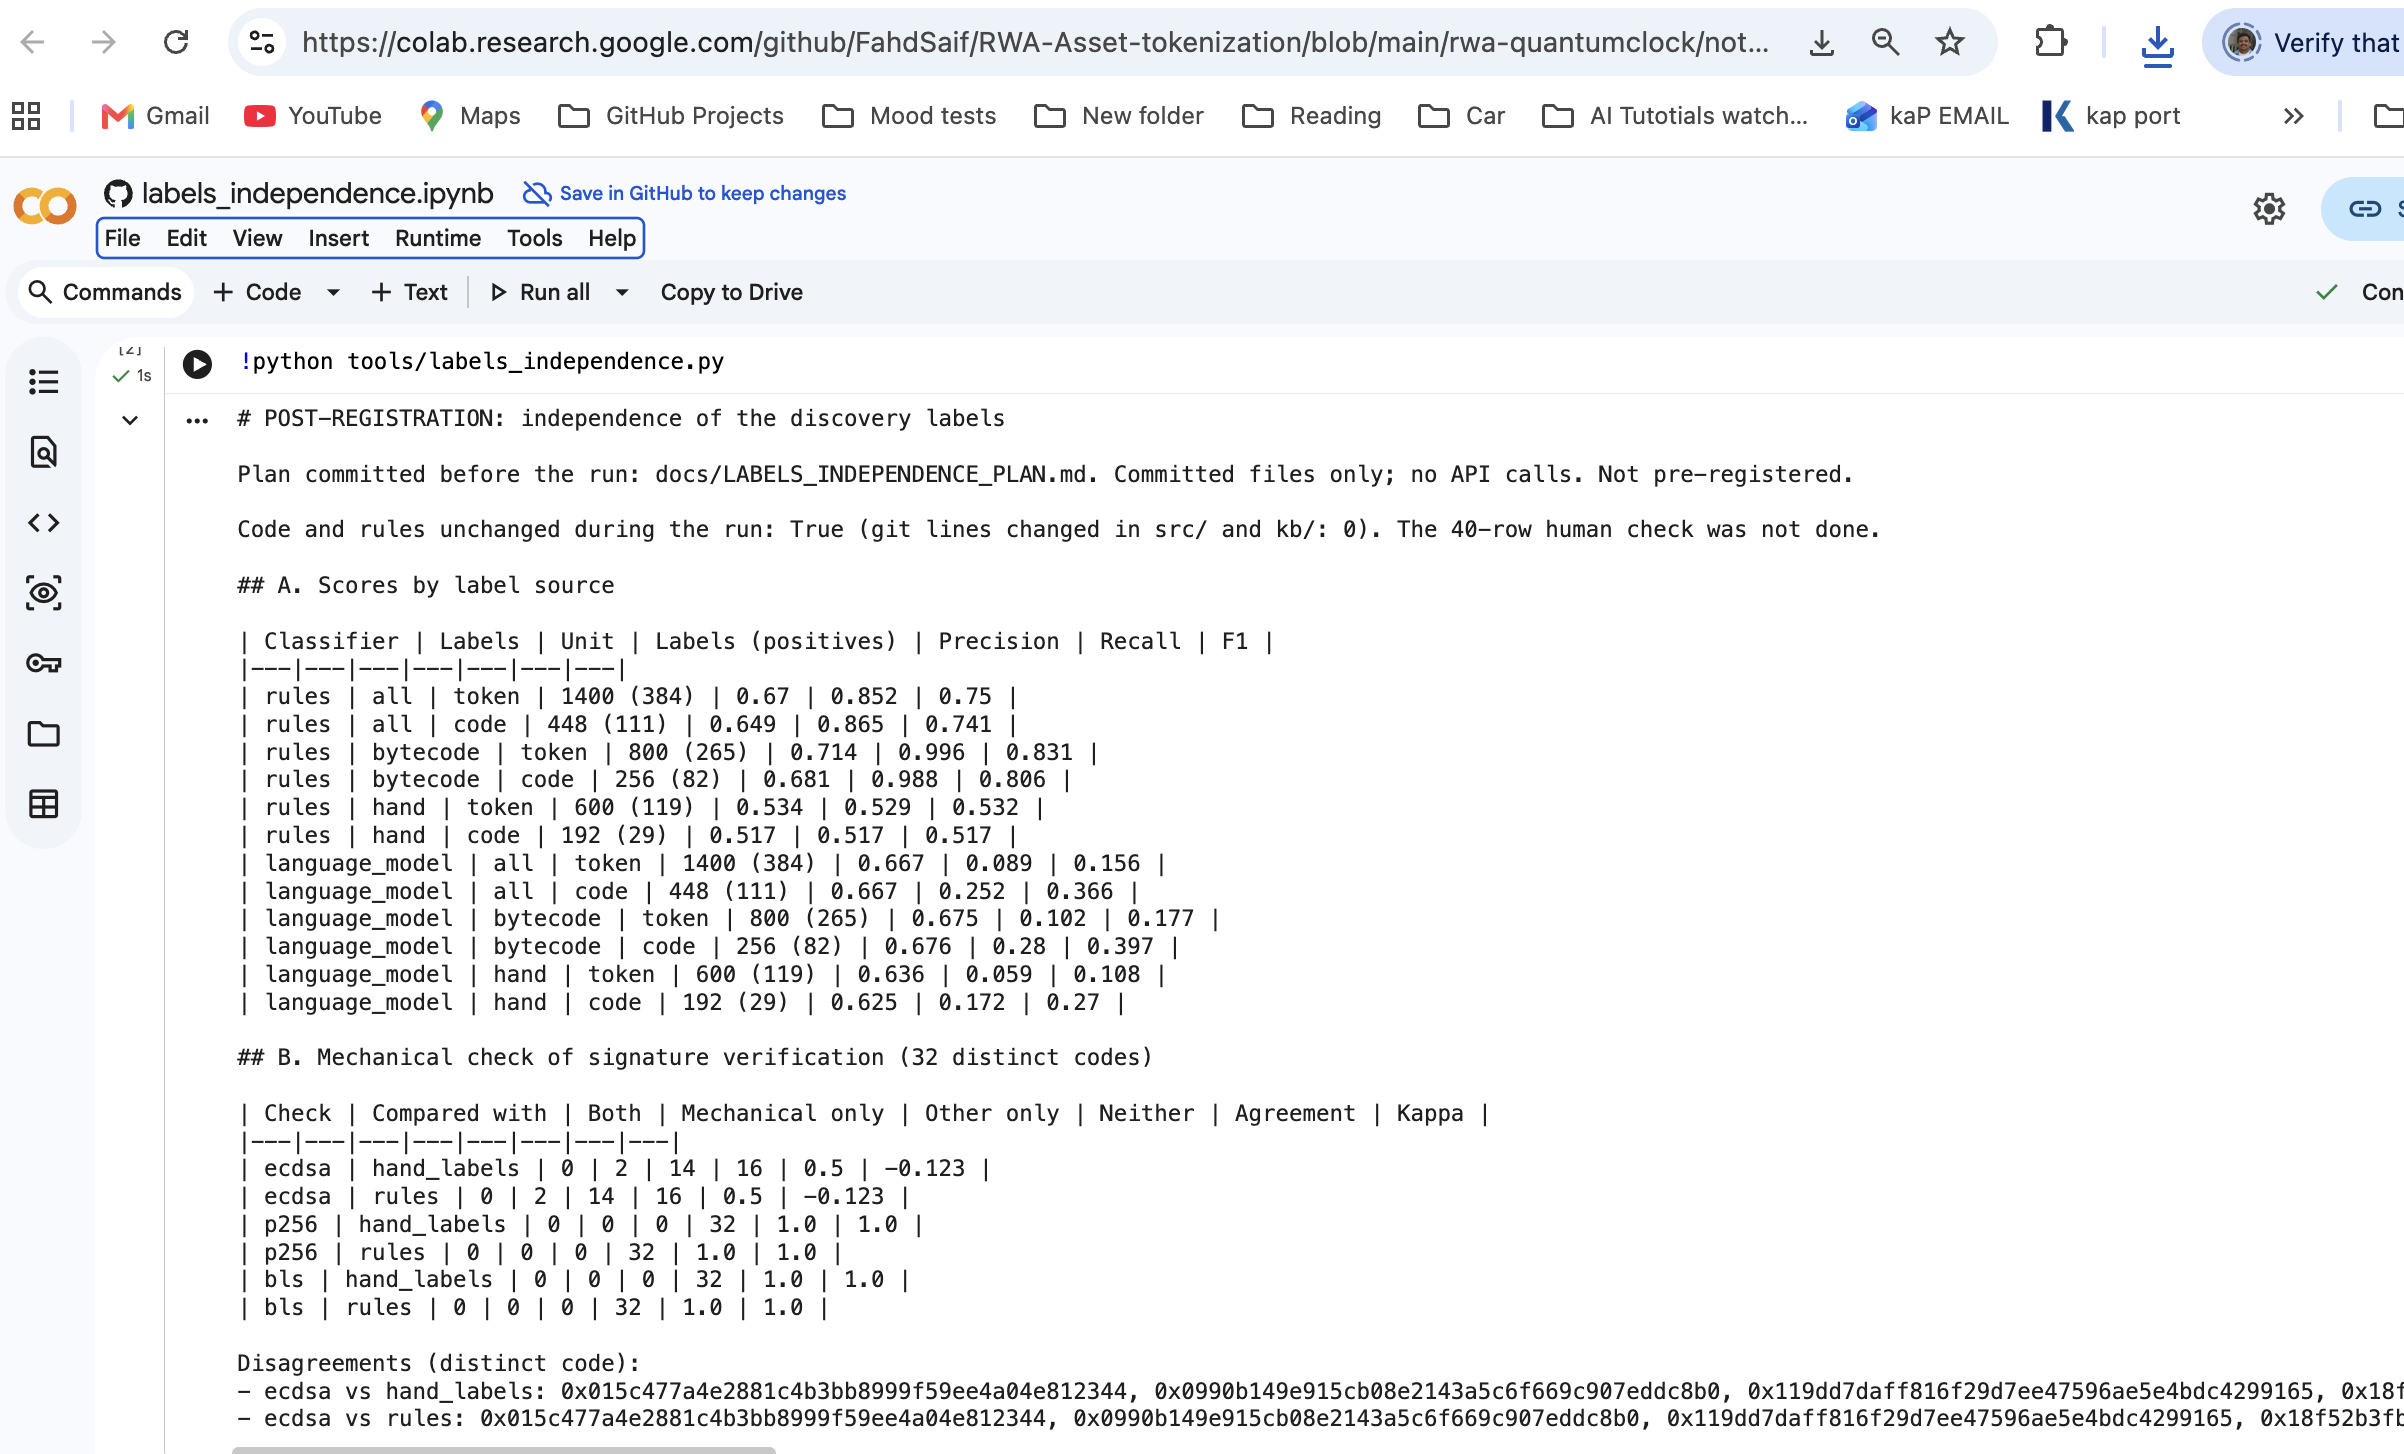 https://colab.research.google.com/github/FahdSaif/RWA-Asset-tokenization/blob/main/rwa-quantumclock/not...
Verify that
Gmail YouTube Maps GitHub Projects Mood tests New folder Reading Car AI Tutotials watch... kaP EMAIL kap port
labels_independence.ipynb Save in GitHub to keep changes
File Edit View Insert Runtime Tools Help
Commands + Code + Text Run all Copy to Drive
[2]
1s
!python tools/labels_independence.py
# POST-REGISTRATION: independence of the discovery labels
Plan committed before the run: docs/LABELS_INDEPENDENCE_PLAN.md. Committed files only; no API calls. Not pre-registered.
Code and rules unchanged during the run: True (git lines changed in src/ and kb/: 0). The 40-row human check was not done.
## A. Scores by label source
| Classifier | Labels | Unit | Labels (positives) | Precision | Recall | F1 |
|---|---|---|---|---|---|---|
| rules | all | token | 1400 (384) | 0.67 | 0.852 | 0.75 |
| rules | all | code | 448 (111) | 0.649 | 0.865 | 0.741 |
| rules | bytecode | token | 800 (265) | 0.714 | 0.996 | 0.831 |
| rules | bytecode | code | 256 (82) | 0.681 | 0.988 | 0.806 |
| rules | hand | token | 600 (119) | 0.534 | 0.529 | 0.532 |
| rules | hand | code | 192 (29) | 0.517 | 0.517 | 0.517 |
| language_model | all | token | 1400 (384) | 0.667 | 0.089 | 0.156 |
| language_model | all | code | 448 (111) | 0.667 | 0.252 | 0.366 |
| language_model | bytecode | token | 800 (265) | 0.675 | 0.102 | 0.177 |
| language_model | bytecode | code | 256 (82) | 0.676 | 0.28 | 0.397 |
| language_model | hand | token | 600 (119) | 0.636 | 0.059 | 0.108 |
| language_model | hand | code | 192 (29) | 0.625 | 0.172 | 0.27 |
## B. Mechanical check of signature verification (32 distinct codes)
| Check | Compared with | Both | Mechanical only | Other only | Neither | Agreement | Kappa |
|---|---|---|---|---|---|---|---|
| ecdsa | hand_labels | 0 | 2 | 14 | 16 | 0.5 | -0.123 |
| ecdsa | rules | 0 | 2 | 14 | 16 | 0.5 | -0.123 |
| p256 | hand_labels | 0 | 0 | 0 | 32 | 1.0 | 1.0 |
| p256 | rules | 0 | 0 | 0 | 32 | 1.0 | 1.0 |
| bls | hand_labels | 0 | 0 | 0 | 32 | 1.0 | 1.0 |
| bls | rules | 0 | 0 | 0 | 32 | 1.0 | 1.0 |
Disagreements (distinct code):
- ecdsa vs hand_labels: 0x015c477a4e2881c4b3bb8999f59ee4a04e812344, 0x0990b149e915cb08e2143a5c6f669c907eddc8b0, 0x119dd7daff816f29d7ee47596ae5e4bdc4299165, 0x18f
- ecdsa vs rules: 0x015c477a4e2881c4b3bb8999f59ee4a04e812344, 0x0990b149e915cb08e2143a5c6f669c907eddc8b0, 0x119dd7daff816f29d7ee47596ae5e4bdc4299165, 0x18f52b3fb